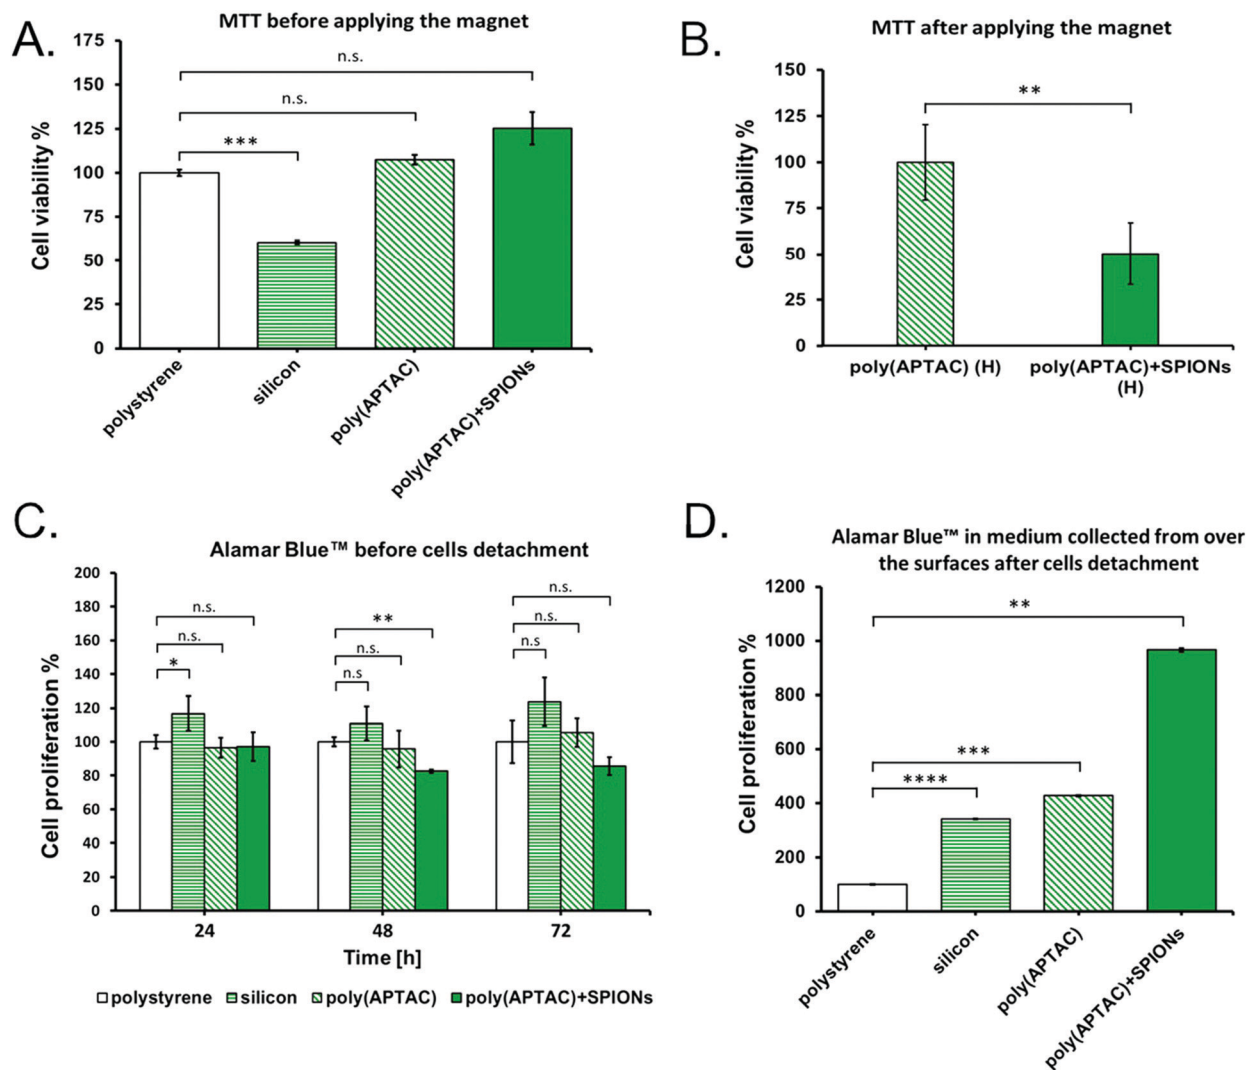 A.
MTT before applying the magnet
Cell viability %
175
150
125
100
75
50
25
0
n.s.
n.s.
***
polystyrene
silicon
poly(APTAC)
poly(APTAC)+SPIONs
B.
MTT after applying the magnet
Cell viability %
150
125
100
75
50
25
0
**
poly(APTAC) (H)
poly(APTAC)+SPIONs
(H)
C.
Alamar Blue™ before cells detachment
Cell proliferation %
200
180
160
140
120
100
80
60
40
20
0
n.s.
n.s.
*
**
n.s.
n.s
n.s.
n.s.
n.s
24
48
72
Time [h]
polystyrene
silicon
poly(APTAC)
poly(APTAC)+SPIONs
D.
Alamar Blue™ in medium collected from over
the surfaces after cells detachment
Cell proliferation %
1200
1000
800
600
400
200
0
**
***
****
polystyrene
silicon
poly(APTAC)
poly(APTAC)+SPIONs